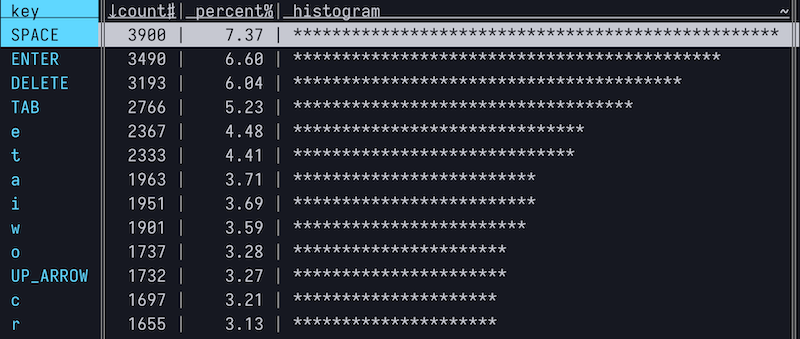 key ║↓count#│ percent%│ histogram ~
SPACE ║ 3900 │ 7.37 │ **************************************************
ENTER ║ 3490 │ 6.60 │ ********************************************
DELETE ║ 3193 │ 6.04 │ ****************************************
TAB ║ 2766 │ 5.23 │ ***********************************
e ║ 2367 │ 4.48 │ ******************************
t ║ 2333 │ 4.41 │ *****************************
a ║ 1963 │ 3.71 │ *************************
i ║ 1951 │ 3.69 │ *************************
w ║ 1901 │ 3.59 │ ************************
o ║ 1737 │ 3.28 │ **********************
UP_ARROW ║ 1732 │ 3.27 │ **********************
c ║ 1697 │ 3.21 │ *********************
r ║ 1655 │ 3.13 │ *********************